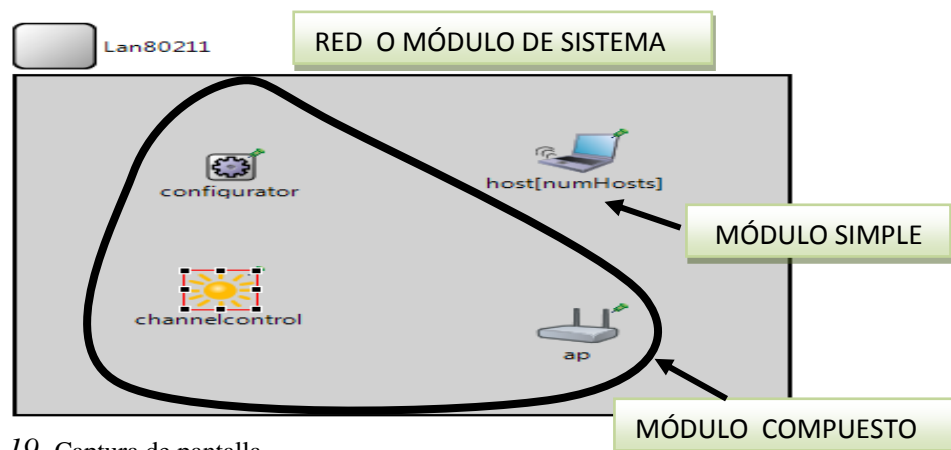 Lan80211
RED O MÓDULO DE SISTEMA
configurator
host[numHosts]
MÓDULO SIMPLE
channelcontrol
ap
MÓDULO COMPUESTO
19. Captura de pantalla